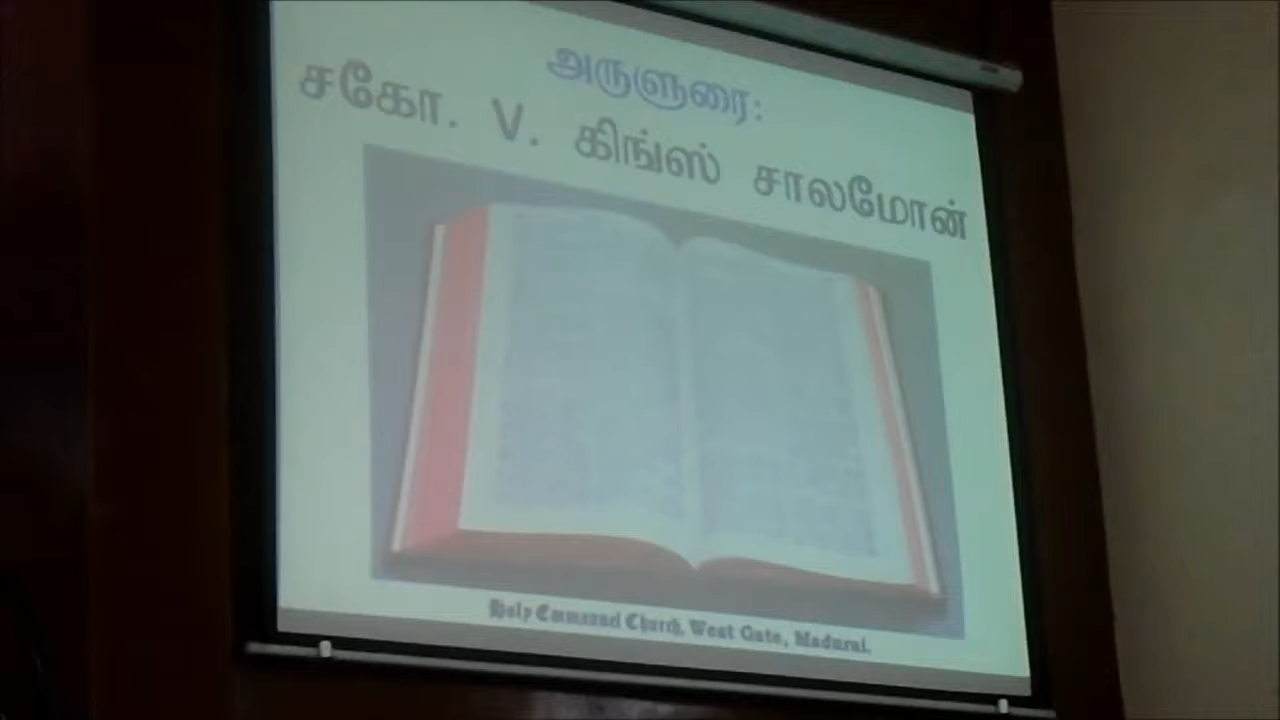 அருளுரை:
சகோ. V. கிங்ஸ் சாலமோன்
Holy Emmanuel Church, West Gate, Madurai.